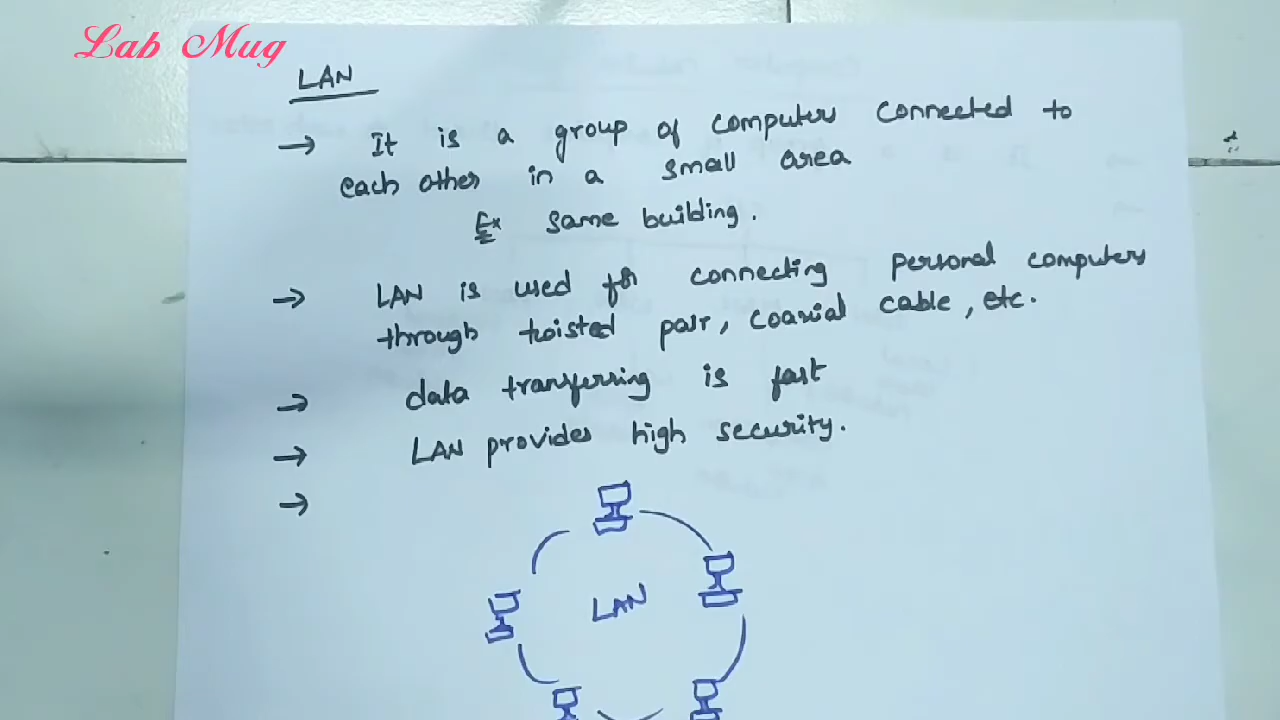 Lab Mug
LAN
→ It is a group of computers connected to
each other in a small area
Ex same building.
→ LAN is used for connecting personal computers
through twisted pair, coaxial cable, etc.
→ data transferring is fast
→ LAN provides high security.
→
LAN